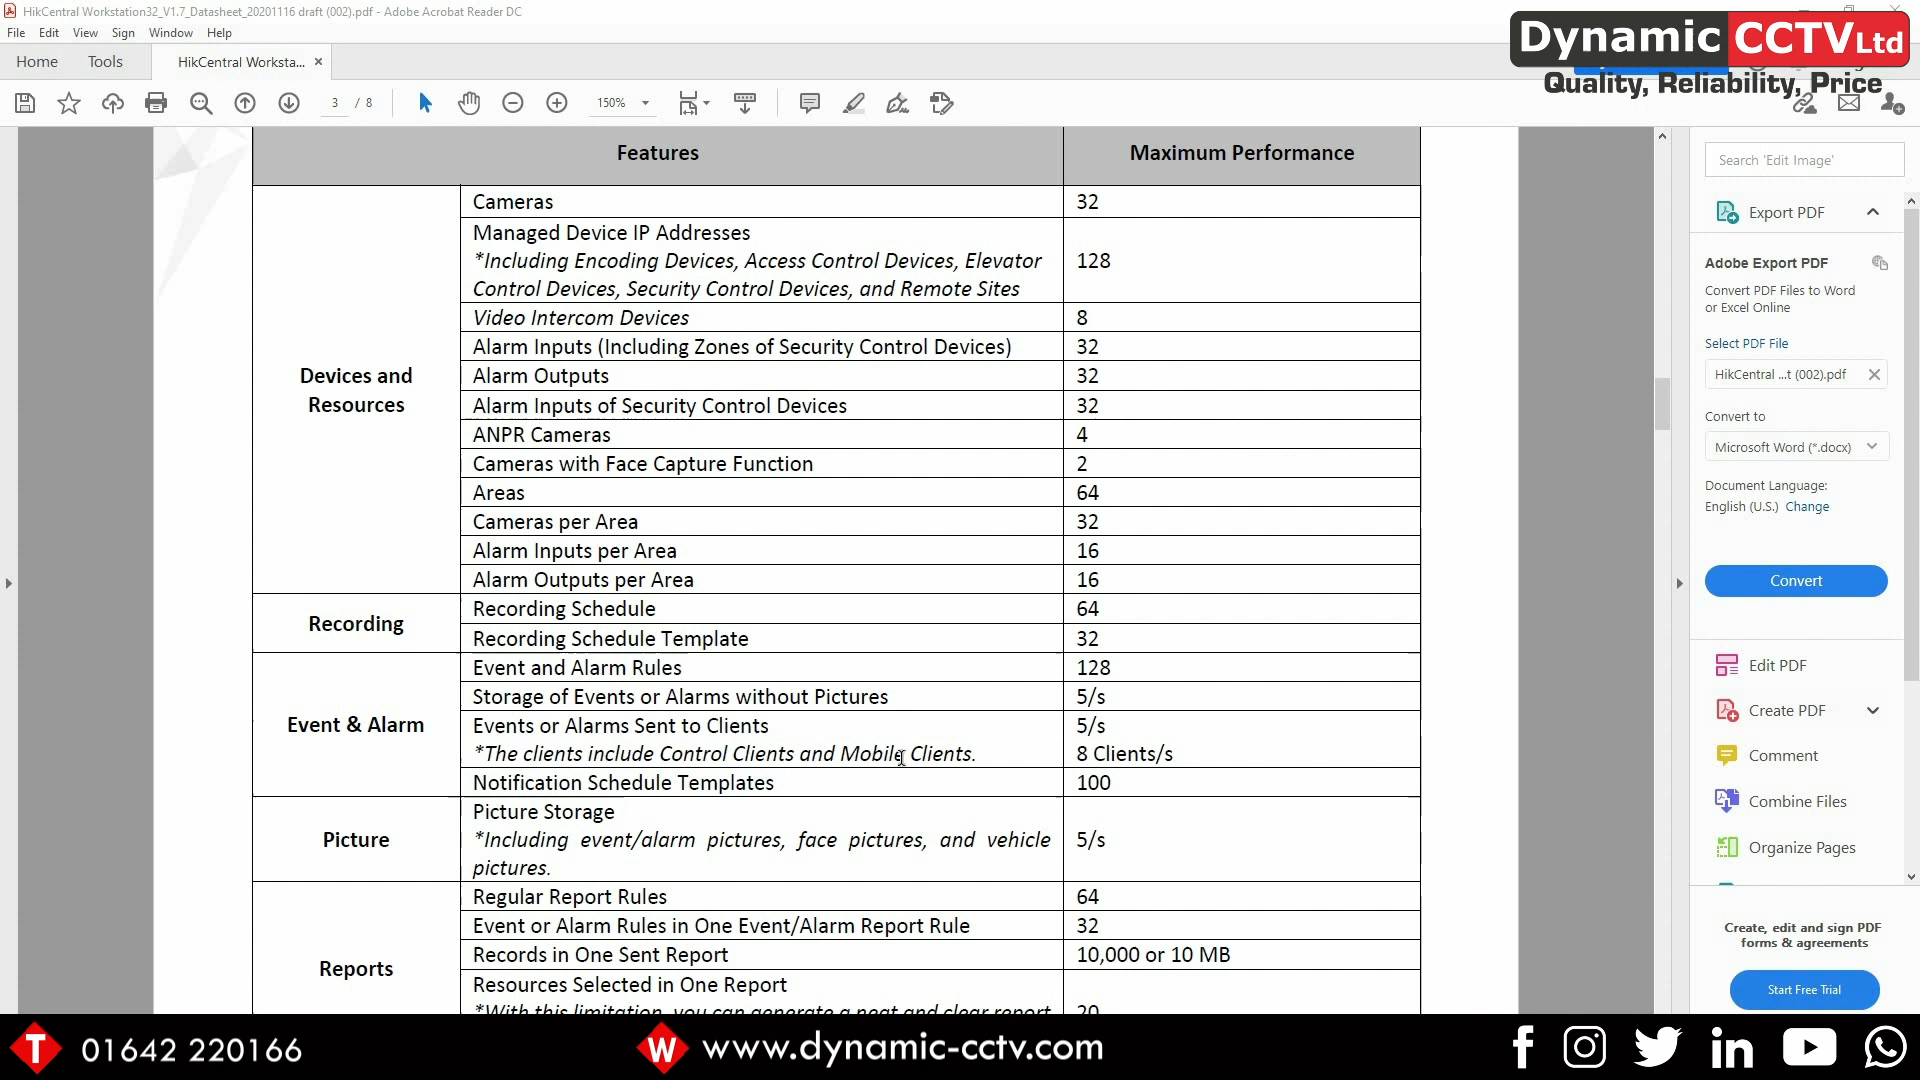 HikCentral Workstation32_V1.7_Datasheet_20201116 draft (002).pdf - Adobe Acrobat Reader DC
File Edit View Sign Window Help
Dynamic CCTV Ltd
Quality, Reliability, Price
Home Tools HikCentral Worksta... ×
3 / 8 150%
Features Maximum Performance
Devices and Resources
Cameras 32
Managed Device IP Addresses
*Including Encoding Devices, Access Control Devices, Elevator
Control Devices, Security Control Devices, and Remote Sites
128
Video Intercom Devices 8
Alarm Inputs (Including Zones of Security Control Devices) 32
Alarm Outputs 32
Alarm Inputs of Security Control Devices 32
ANPR Cameras 4
Cameras with Face Capture Function 2
Areas 64
Cameras per Area 32
Alarm Inputs per Area 16
Alarm Outputs per Area 16
Recording
Recording Schedule 64
Recording Schedule Template 32
Event & Alarm
Event and Alarm Rules 128
Storage of Events or Alarms without Pictures 5/s
Events or Alarms Sent to Clients 5/s
*The clients include Control Clients and Mobile Clients. 8 Clients/s
Notification Schedule Templates 100
Picture
Picture Storage
*Including event/alarm pictures, face pictures, and vehicle
pictures.
5/s
Reports
Regular Report Rules 64
Event or Alarm Rules in One Event/Alarm Report Rule 32
Records in One Sent Report 10,000 or 10 MB
Resources Selected in One Report
*With this limitation, you can generate a neat and clear report 20
Search 'Edit Image'
Export PDF
Adobe Export PDF
Convert PDF Files to Word
or Excel Online
Select PDF File
HikCentral ...t (002).pdf
Convert to
Microsoft Word (*.docx)
Document Language:
English (U.S.) Change
Convert
Edit PDF
Create PDF
Comment
Combine Files
Organize Pages
Create, edit and sign PDF
forms & agreements
Start Free Trial
T 01642 220166
W www.dynamic-cctv.com